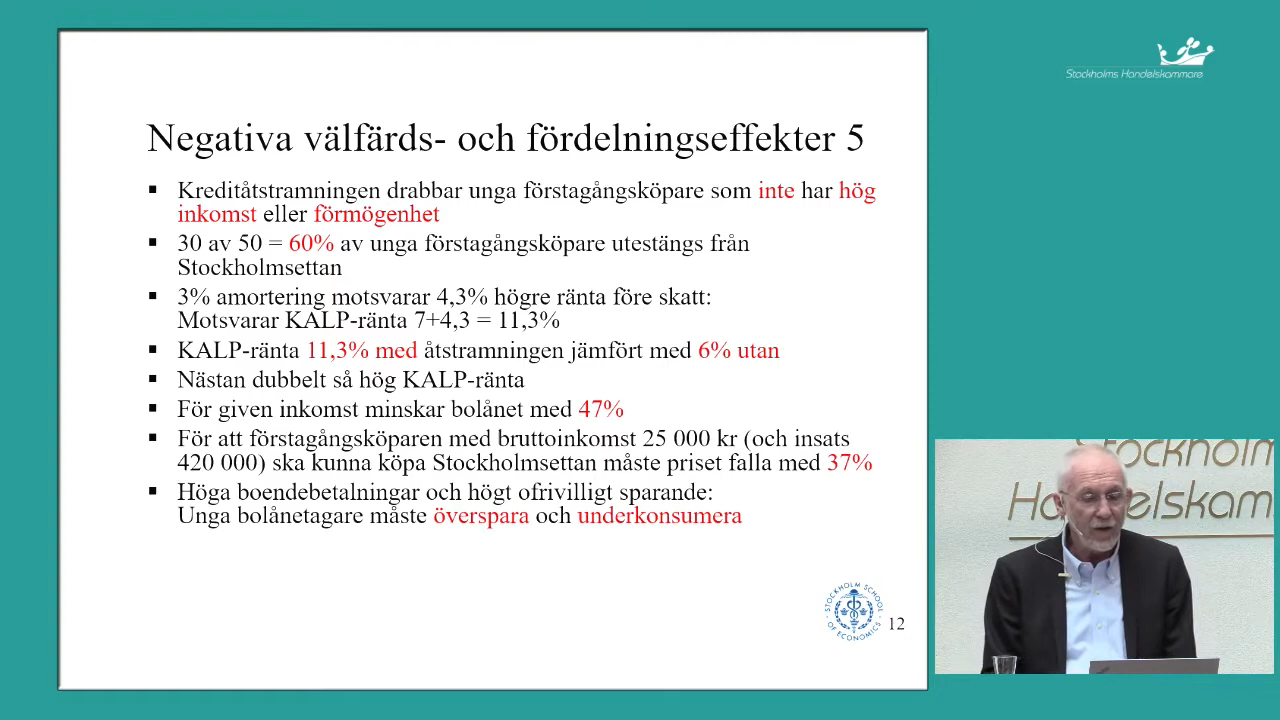 Stockholms Handelskammare
Negativa välfärds- och fördelningseffekter 5
▪ Kreditåtstramningen drabbar unga förstagångsköpare som inte har hög
inkomst eller förmögenhet
▪ 30 av 50 = 60% av unga förstagångsköpare utestängs från
Stockholmsettan
▪ 3% amortering motsvarar 4,3% högre ränta före skatt:
Motsvarar KALP-ränta 7+4,3 = 11,3%
▪ KALP-ränta 11,3% med åtstramningen jämfört med 6% utan
▪ Nästan dubbelt så hög KALP-ränta
▪ För given inkomst minskar bolånet med 47%
▪ För att förstagångsköparen med bruttoinkomst 25 000 kr (och insats
420 000) ska kunna köpa Stockholmsettan måste priset falla med 37%
▪ Höga boendebetalningar och högt ofrivilligt sparande:
Unga bolånetagare måste överspara och underkonsumera
STOCKHOLM SCHOOL
OF ECONOMICS
12
Stockholm
Handelskam